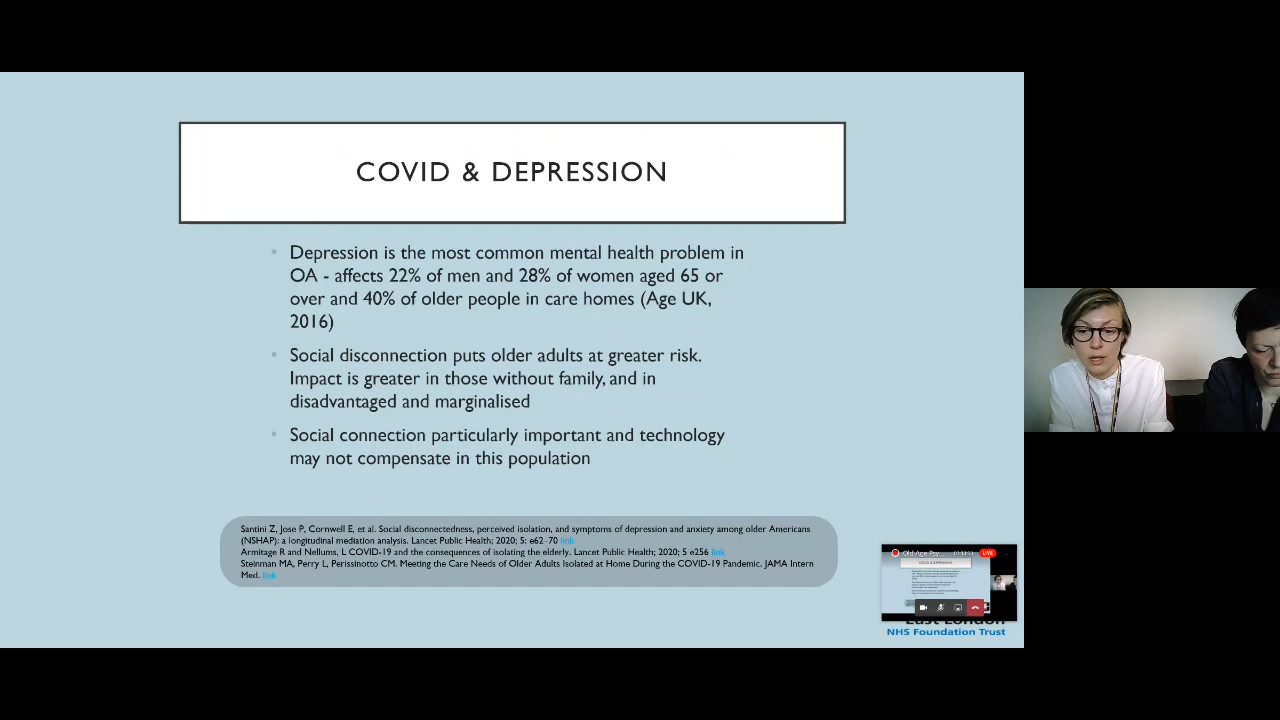 COVID & DEPRESSION
Depression is the most common mental health problem in
OA - affects 22% of men and 28% of women aged 65 or
over and 40% of older people in care homes (Age UK,
2016)
Social disconnection puts older adults at greater risk.
Impact is greater in those without family, and in
disadvantaged and marginalised
Social connection particularly important and technology
may not compensate in this population
Santini Z, Jose P, Cornwell E, et al. Social disconnectedness, perceived isolation, and symptoms of depression and anxiety among older Americans
(NSHAP): a longitudinal mediation analysis. Lancet Public Health; 2020; 5: e62–70 link
Armitage R and Nellums, L COVID-19 and the consequences of isolating the elderly. Lancet Public Health; 2020; 5 e256 link
Steinman MA, Perry L, Perissinotto CM. Meeting the Care Needs of Older Adults Isolated at Home During the COVID-19 Pandemic. JAMA Intern
Med. link
Old Age Psy... LIVE
COVID & DEPRESSION
East London
NHS Foundation Trust